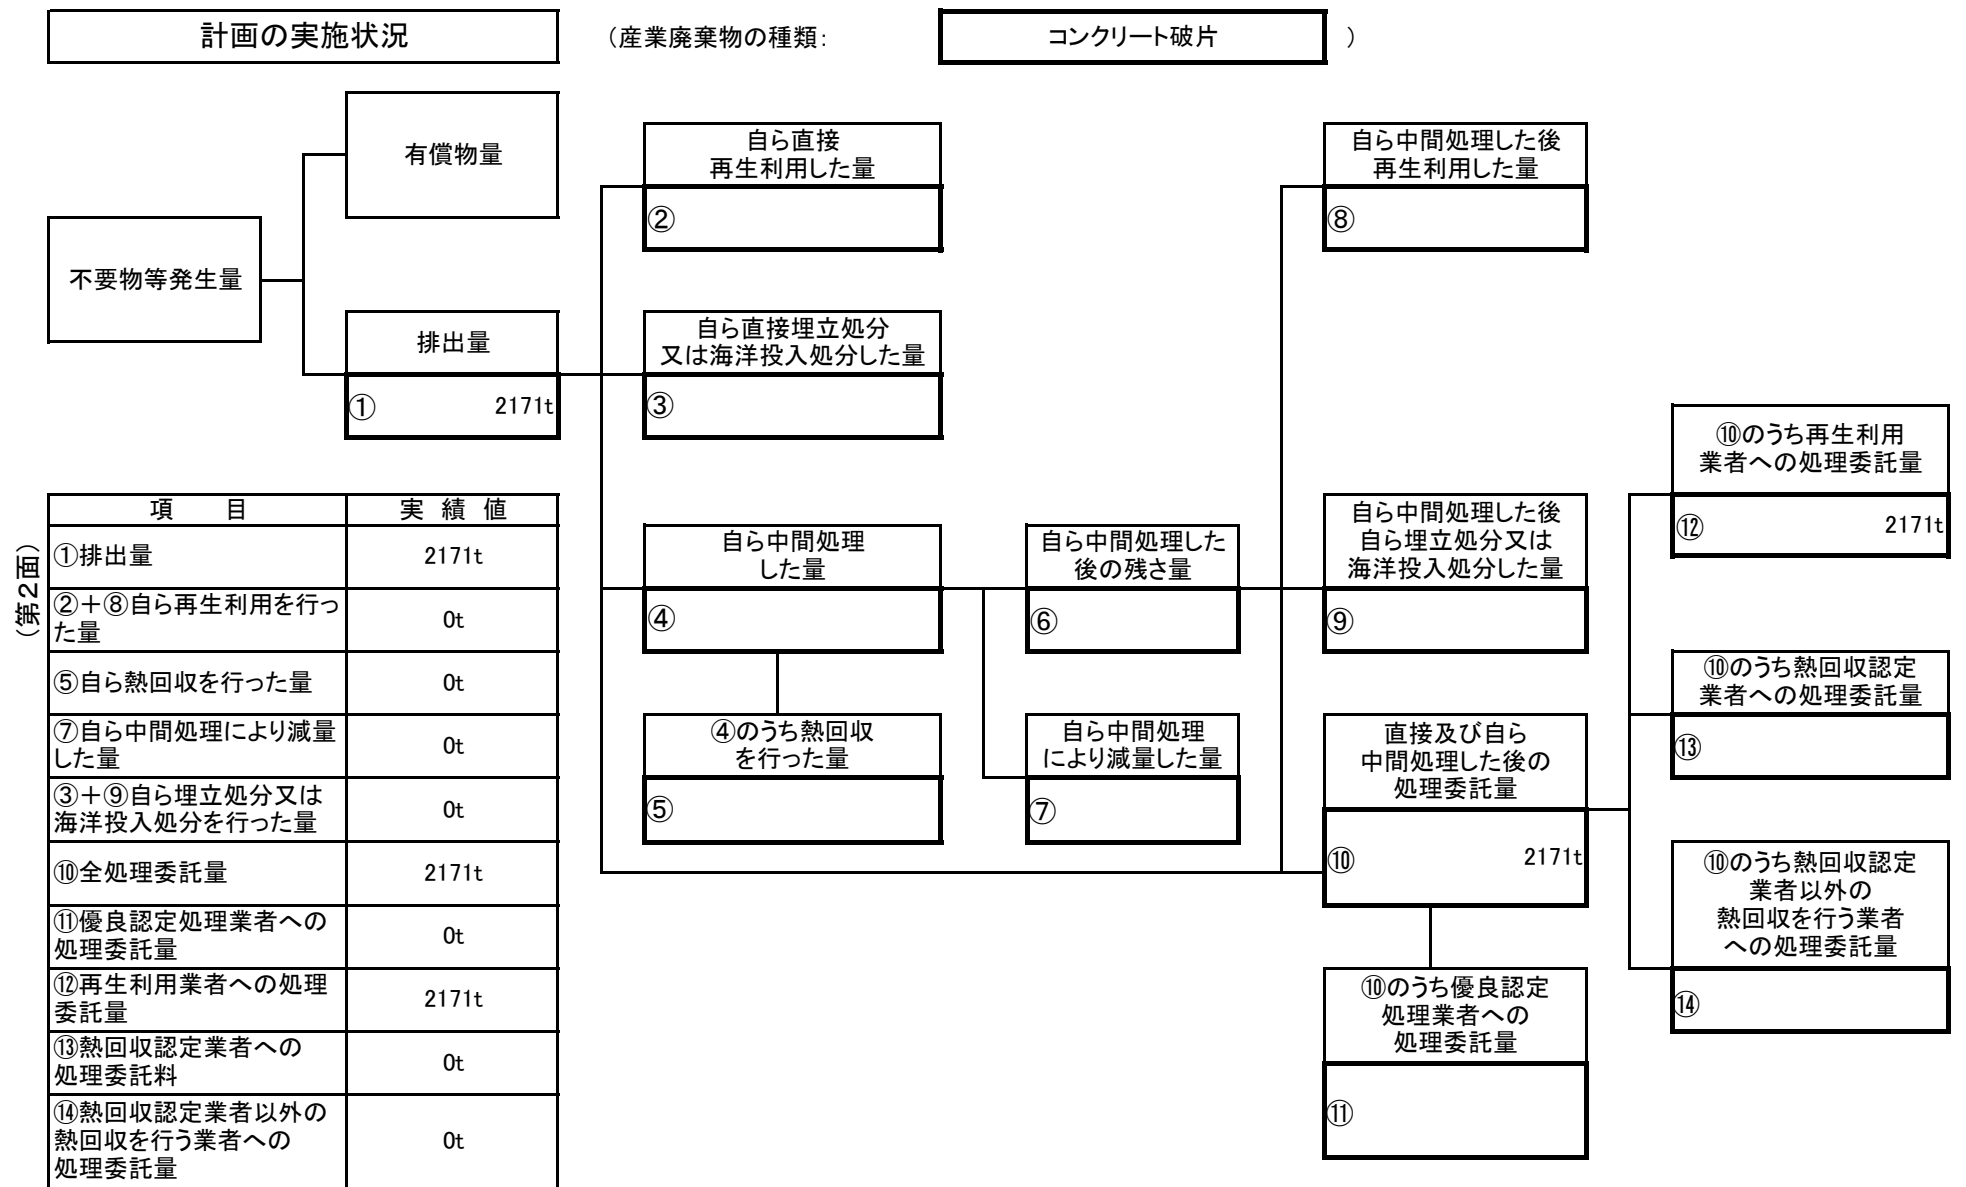 計画の実施状況
（産業廃棄物の種類：
コンクリート破片
）
有償物量
不要物等発生量
排出量
① 2171t
自ら直接
再生利用した量
②
自ら直接埋立処分
又は海洋投入処分した量
③
自ら中間処理した後
再生利用した量
⑧
自ら中間処理
した量
④
④のうち熱回収
を行った量
⑤
自ら中間処理した
後の残さ量
⑥
自ら中間処理
により減量した量
⑦
自ら中間処理した後
自ら埋立処分又は
海洋投入処分した量
⑨
直接及び自ら
中間処理した後の
処理委託量
⑩ 2171t
⑩のうち優良認定
処理業者への
処理委託量
⑪
⑩のうち再生利用
業者への処理委託量
⑫ 2171t
⑩のうち熱回収認定
業者への処理委託量
⑬
⑩のうち熱回収認定
業者以外の
熱回収を行う業者
への処理委託量
⑭
（第２面）
項　目 実 績 値
①排出量 2171t
②＋⑧自ら再生利用を行っ
た量 0t
⑤自ら熱回収を行った量 0t
⑦自ら中間処理により減量
した量 0t
③＋⑨自ら埋立処分又は
海洋投入処分を行った量 0t
⑩全処理委託量 2171t
⑪優良認定処理業者への
処理委託量 0t
⑫再生利用業者への処理
委託量 2171t
⑬熱回収認定業者への
処理委託料 0t
⑭熱回収認定業者以外の
熱回収を行う業者への
処理委託量 0t